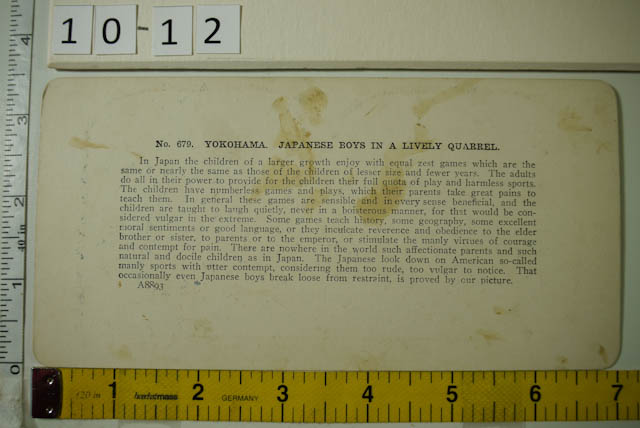 10-12
No. 679. YOKOHAMA. JAPANESE BOYS IN A LIVELY QUARREL.
In Japan the children of a larger growth enjoy with equal zest games which are the
same or nearly the same as those of the children of lesser size and fewer years. The adults
do all in their power to provide for the children their full quota of play and harmless sports.
The children have numberless games and plays, which their parents take great pains to
teach them. In general these games are sensible and in every sense beneficial, and the
children are taught to laugh quietly, never in a boisterous manner, for that would be con-
sidered vulgar in the extreme. Some games teach history, some geography, some excellent
moral sentiments or good language, or they inculcate reverence and obedience to the elder
brother or sister, to parents or to the emperor, or stimulate the manly virtues of courage
and contempt for pain. There are nowhere in the world such affectionate parents and such
natural and docile children as in Japan. The Japanese look down on American so-called
manly sports with utter contempt, considering them too rude, too vulgar to notice. That
occasionally even Japanese boys break loose from restraint, is proved by our picture.
A8893
120 in 1 2 GERMANY 3 4 5 6 7
4
3
2
1
0